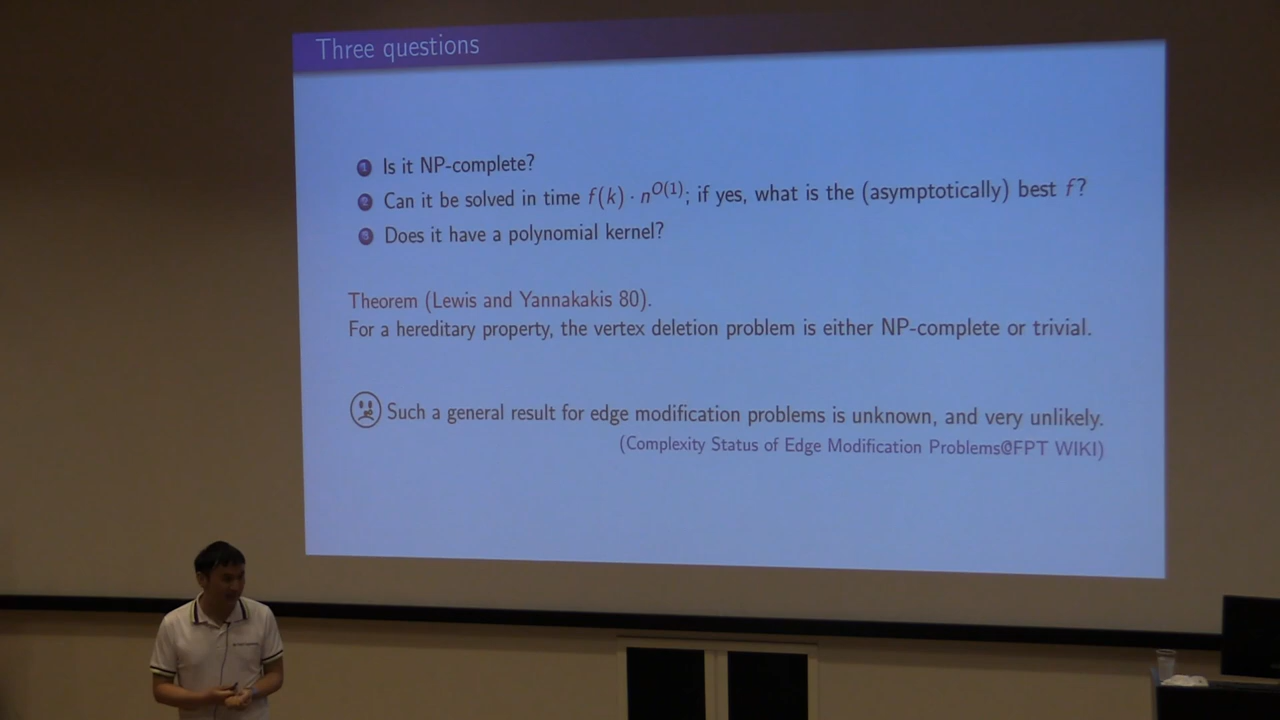 Three questions
1 Is it NP-complete?
2 Can it be solved in time f(k) · n^{O(1)}; if yes, what is the (asymptotically) best f?
3 Does it have a polynomial kernel?
Theorem (Lewis and Yannakakis 80).
For a hereditary property, the vertex deletion problem is either NP-complete or trivial.
Such a general result for edge modification problems is unknown, and very unlikely.
(Complexity Status of Edge Modification Problems@FPT WIKI)